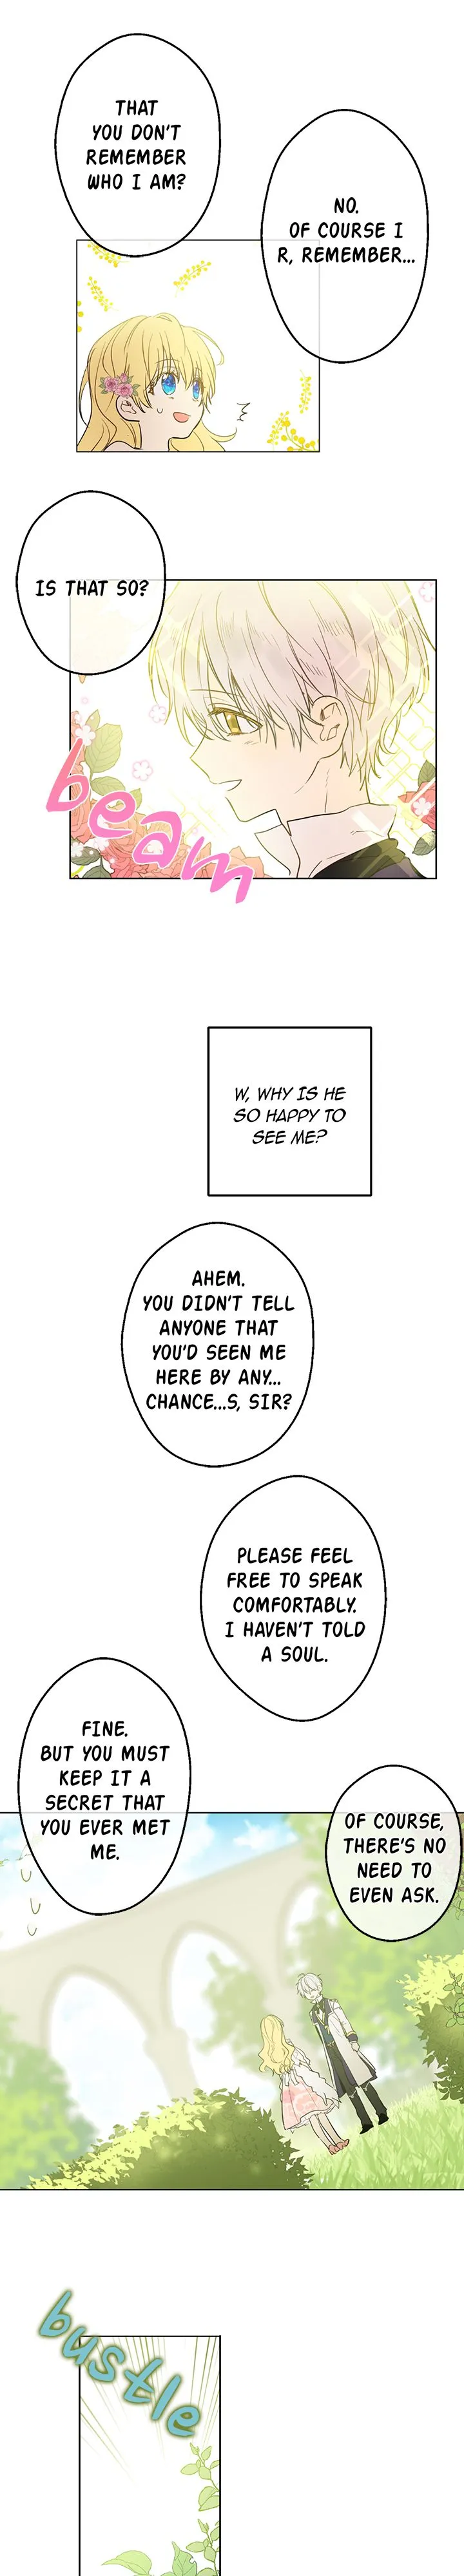 THAT
YOU DON'T
REMEMBER
WHO I AM?
NO.
OF COURSE I
R, REMEMBER...
IS THAT SO?
beam
W, WHY IS HE
SO HAPPY TO
SEE ME?
AHEM.
YOU DIDN'T TELL
ANYONE THAT
YOU'D SEEN ME
HERE BY ANY...
CHANCE...S, SIR?
PLEASE FEEL
FREE TO SPEAK
COMFORTABLY.
I HAVEN'T TOLD
A SOUL.
FINE.
BUT YOU MUST
KEEP IT A
SECRET THAT
YOU EVER MET
ME.
OF COURSE,
THERE'S NO
NEED TO
EVEN ASK.
bustle